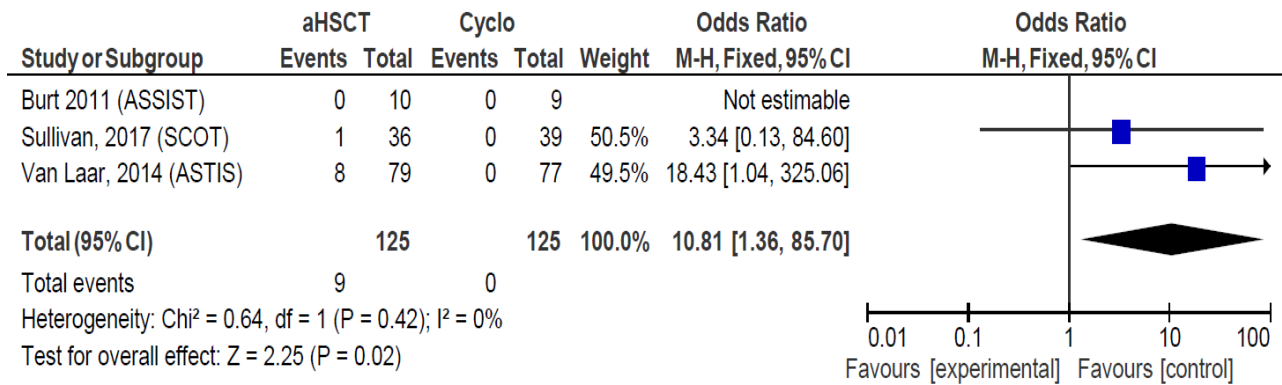 aHSCT Cyclo Odds Ratio Odds Ratio
Study or Subgroup Events Total Events Total Weight M-H, Fixed, 95% CI M-H, Fixed, 95% CI
Burt 2011 (ASSIST) 0 10 0 9 Not estimable
Sullivan, 2017 (SCOT) 1 36 0 39 50.5% 3.34 [0.13, 84.60]
Van Laar, 2014 (ASTIS) 8 79 0 77 49.5% 18.43 [1.04, 325.06]
Total (95% CI) 125 125 100.0% 10.81 [1.36, 85.70]
Total events 9 0
Heterogeneity: Chi² = 0.64, df = 1 (P = 0.42); I² = 0%
Test for overall effect: Z = 2.25 (P = 0.02)
0.01 0.1 1 10 100
Favours [experimental] Favours [control]